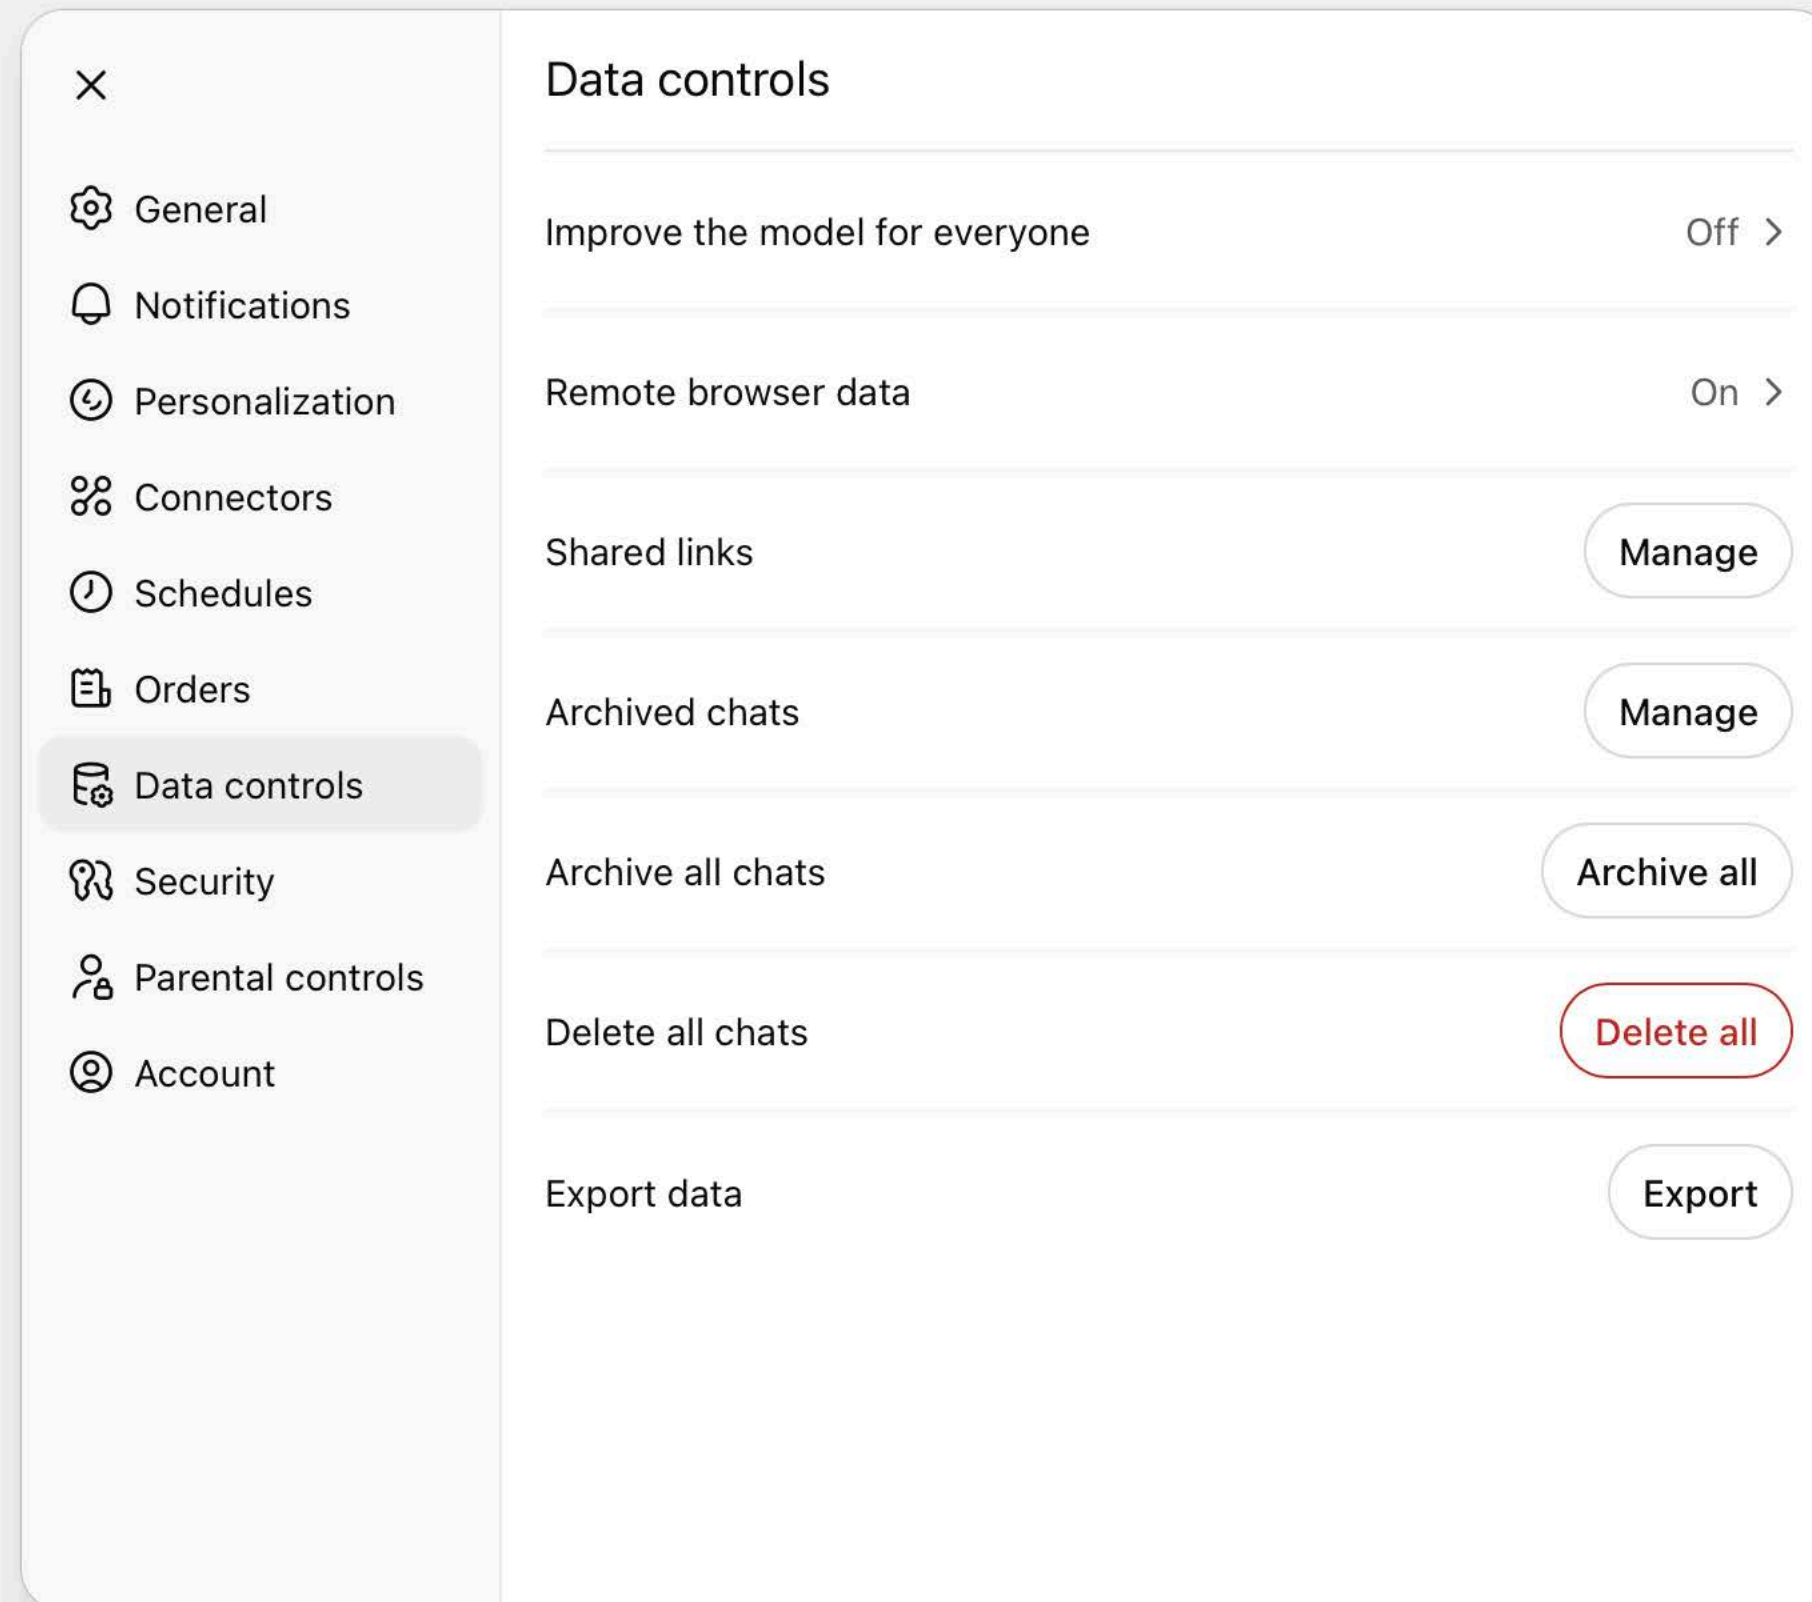 General
Notifications
Personalization
Connectors
Schedules
Orders
Data controls
Security
Parental controls
Account
Data controls
Improve the model for everyone Off
Remote browser data On
Shared links Manage
Archived chats Manage
Archive all chats Archive all
Delete all chats Delete all
Export data Export